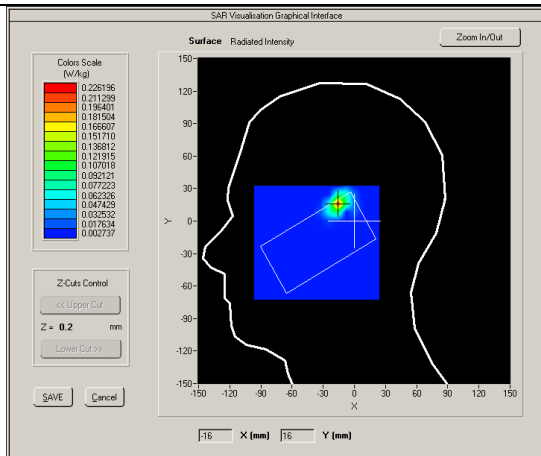 SAR Visualisation Graphical Interface
Surface Radiated Intensity
Zoom In/Out
Colors Scale
(W/kg)
0.226196
0.211299
0.196401
0.181504
0.166607
0.151710
0.136812
0.121915
0.107018
0.092121
0.077223
0.062326
0.047429
0.032532
0.017634
0.002737
Z-Cuts Control
<< Upper Cut
Z = 0.2 mm
Lower Cut >>
SAVE Cancel
150
120
90
60
30
0
-30
-60
-90
-120
-150
Y
-150 -120 -90 -60 -30 0 30 60 90 120 150
X
-16 X (mm) 16 Y (mm)